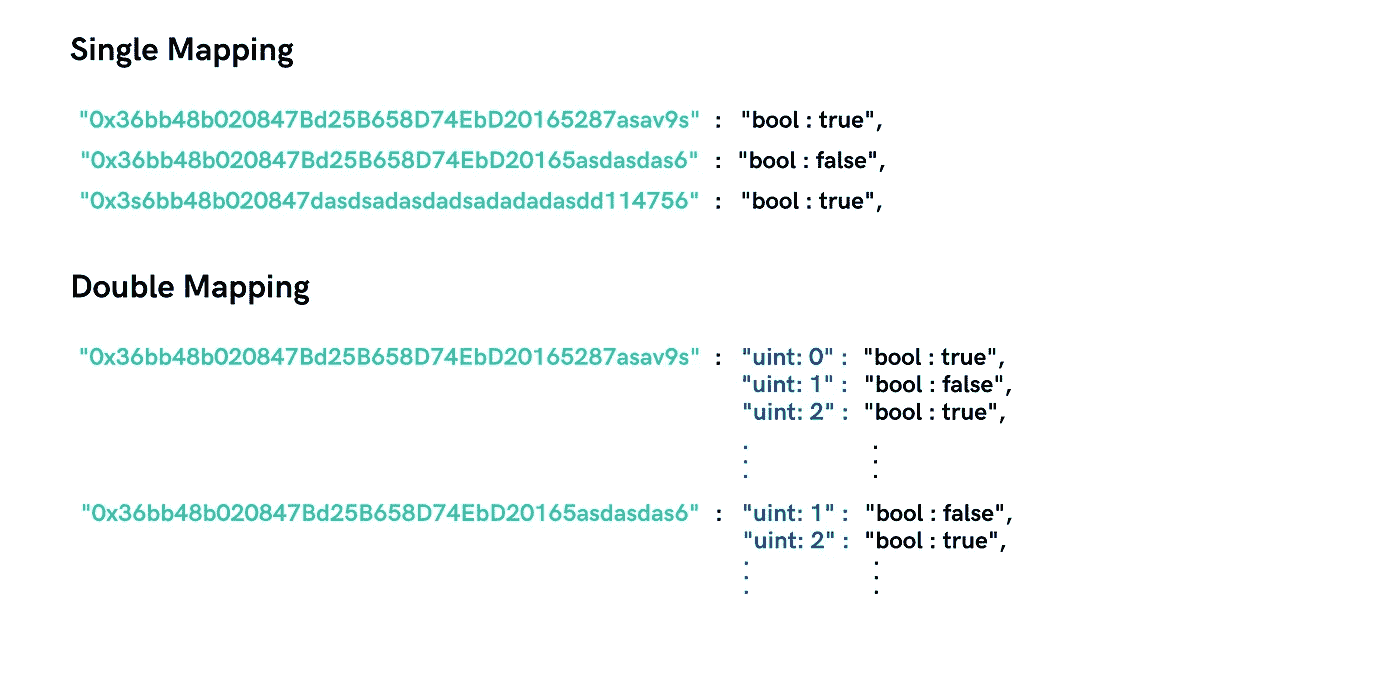 Single Mapping
"0x36bb48b020847Bd25B658D74EbD20165287asav9s" : "bool : true",
"0x36bb48b020847Bd25B658D74EbD20165asdasdas6" : "bool : false",
"0x3s6bb48b020847dasdsadasdadsadadadasdd114756" : "bool : true",
Double Mapping
"0x36bb48b020847Bd25B658D74EbD20165287asav9s" : "uint: 0" : "bool : true",
"uint: 1" : "bool : false",
"uint: 2" : "bool : true",
. .
. .
. .
"0x36bb48b020847Bd25B658D74EbD20165asdasdas6" : "uint: 1" : "bool : false",
"uint: 2" : "bool : true",
. .
. .
. .